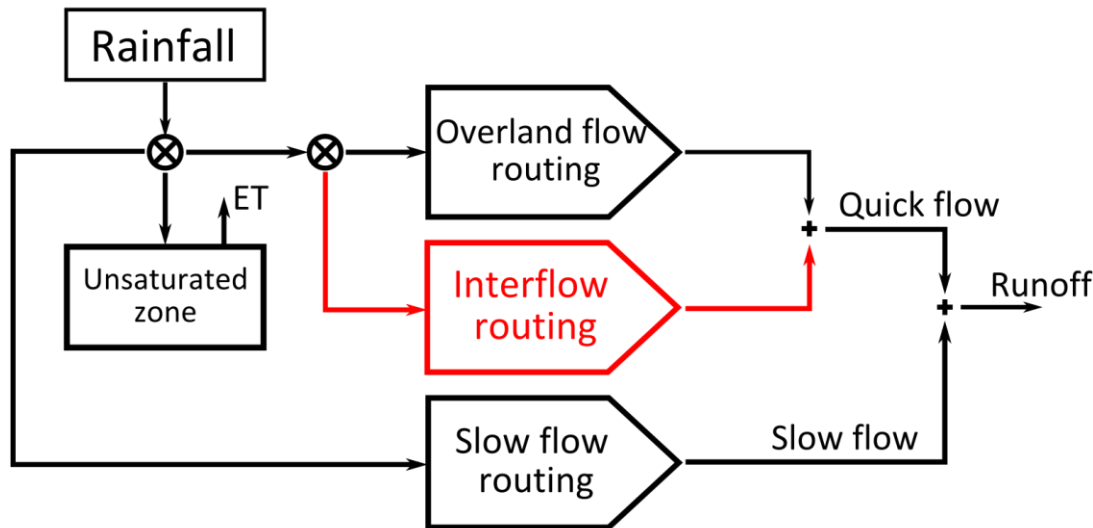 Rainfall
Overland flow
routing
ET
Quick flow
Unsaturated
zone
Interflow
routing
Runoff
Slow flow
routing
Slow flow